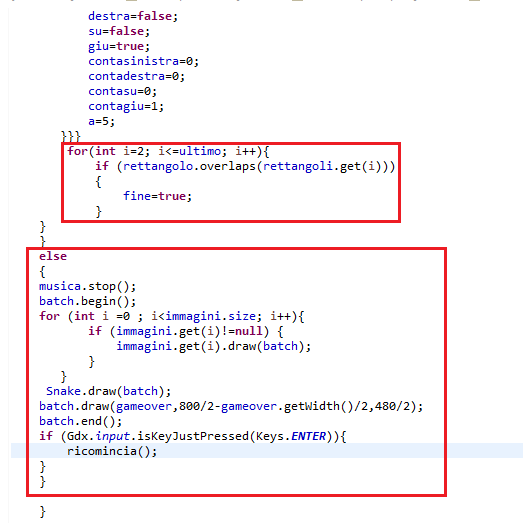 destra=false;
su=false;
giu=true;
contasinistra=0;
contadestra=0;
contasu=0;
contagiu=1;
a=5;
}}}
for(int i=2; i<=ultimo; i++){
if (rettangolo.overlaps(rettangoli.get(i)))
{
fine=true;
}
}
}
else
{
musica.stop();
batch.begin();
for (int i =0 ; i<immagini.size; i++){
if (immagini.get(i)!=null) {
immagini.get(i).draw(batch);
}
}
Snake.draw(batch);
batch.draw(gameover,800/2-gameover.getWidth()/2,480/2);
batch.end();
if (Gdx.input.isKeyJustPressed(Keys.ENTER)){
ricomincia();
}
}
}